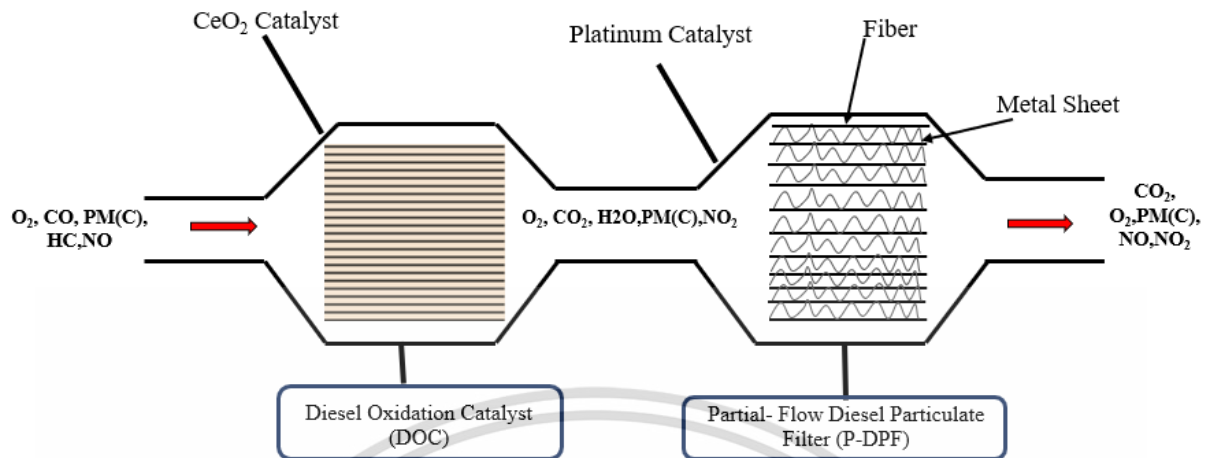 CeO₂ Catalyst
Platinum Catalyst
Fiber
Metal Sheet
O₂, CO, PM(C),
HC,NO
O₂, CO₂, H2O,PM(C),NO₂
CO₂,
O₂,PM(C),
NO,NO₂
Diesel Oxidation Catalyst
(DOC)
Partial- Flow Diesel Particulate
Filter (P-DPF)